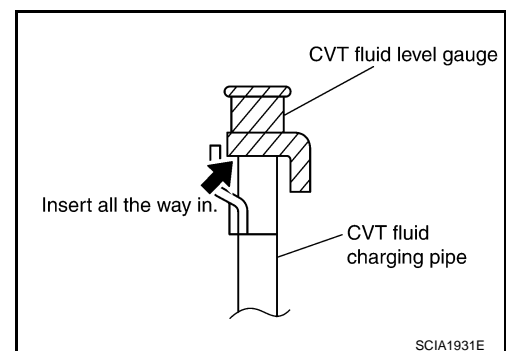 CVT fluid level gauge
Insert all the way in.
CVT fluid
charging pipe
SCIA1931E